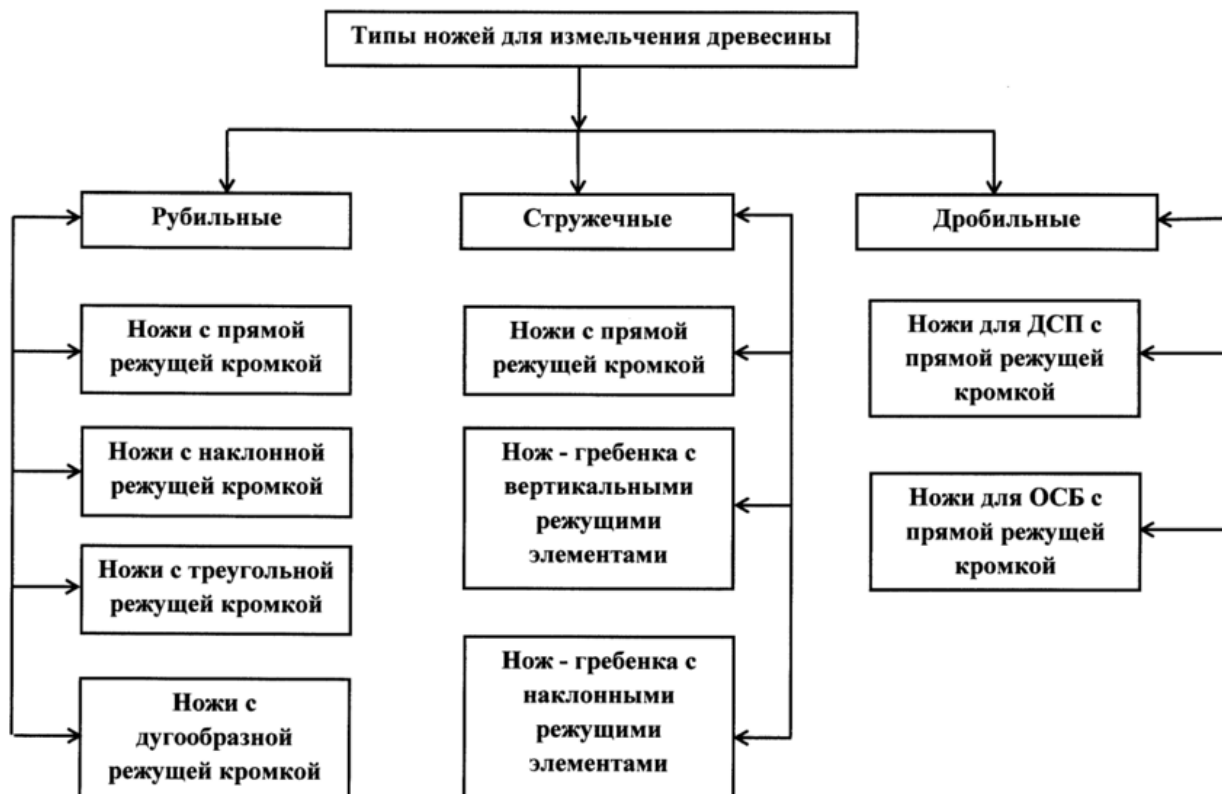 Типы ножей для измельчения древесины
Рубильные
Стружечные
Дробильные
Ножи с прямой
режущей кромкой
Ножи с наклонной
режущей кромкой
Ножи с треугольной
режущей кромкой
Ножи с
дугообразной
режущей кромкой
Ножи с прямой
режущей кромкой
Нож - гребенка с
вертикальными
режущими
элементами
Нож - гребенка с
наклонными
режущими
элементами
Ножи для ДСП с
прямой режущей
кромкой
Ножи для ОСБ с
прямой режущей
кромкой